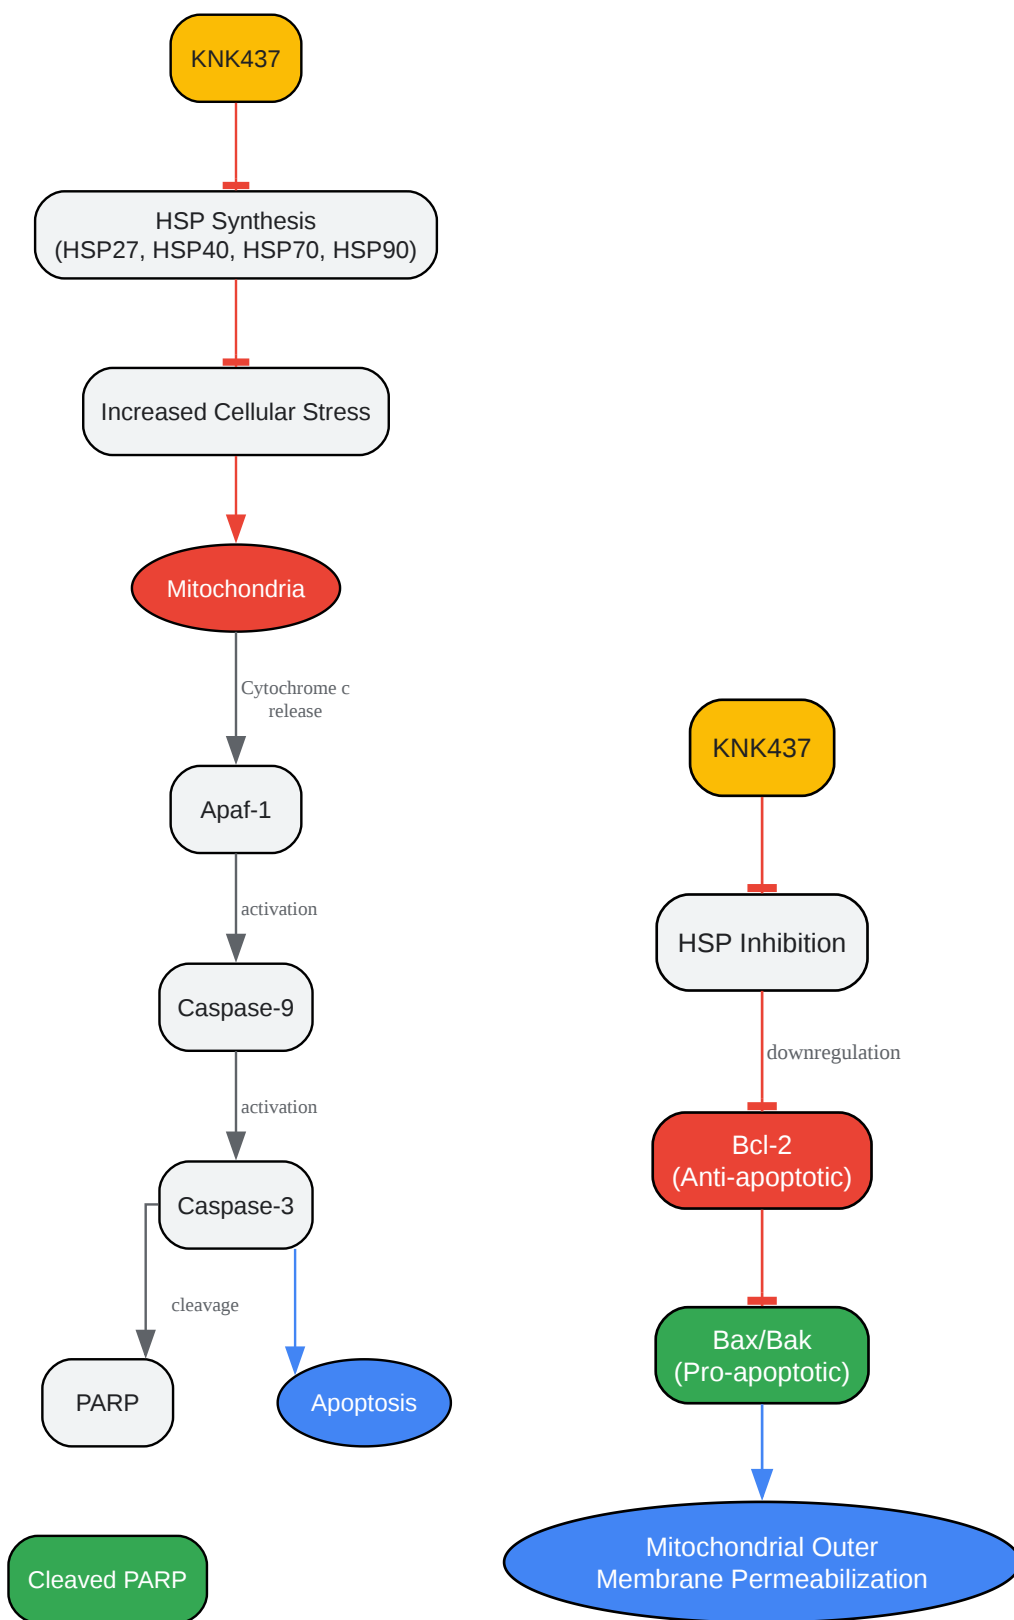 KNK437
HSP Synthesis
(HSP27, HSP40, HSP70, HSP90)
Increased Cellular Stress
Mitochondria
Cytochrome c
release
Apaf-1
activation
Caspase-9
activation
Caspase-3
cleavage
PARP
Apoptosis
Cleaved PARP
KNK437
HSP Inhibition
downregulation
Bcl-2
(Anti-apoptotic)
Bax/Bak
(Pro-apoptotic)
Mitochondrial Outer
Membrane Permeabilization